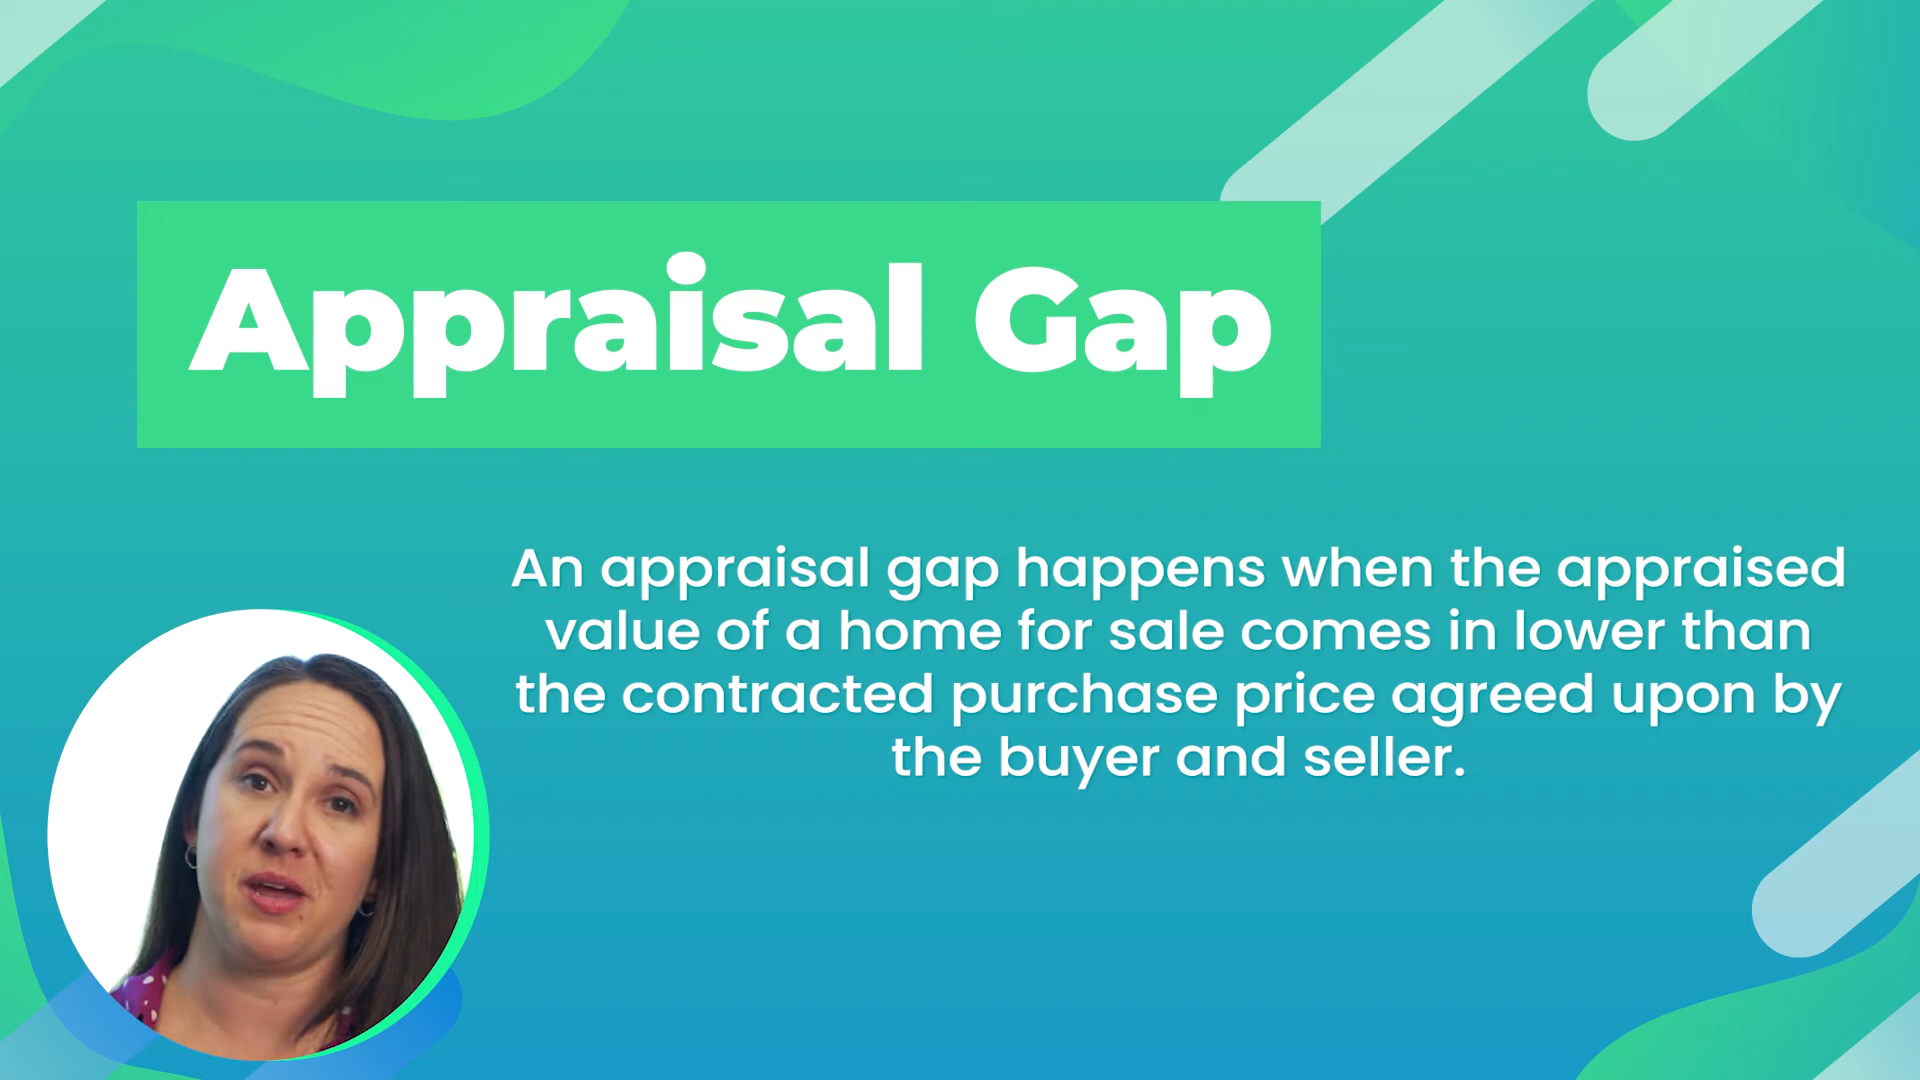 Appraisal Gap
An appraisal gap happens when the appraised
value of a home for sale comes in lower than
the contracted purchase price agreed upon by
the buyer and seller.